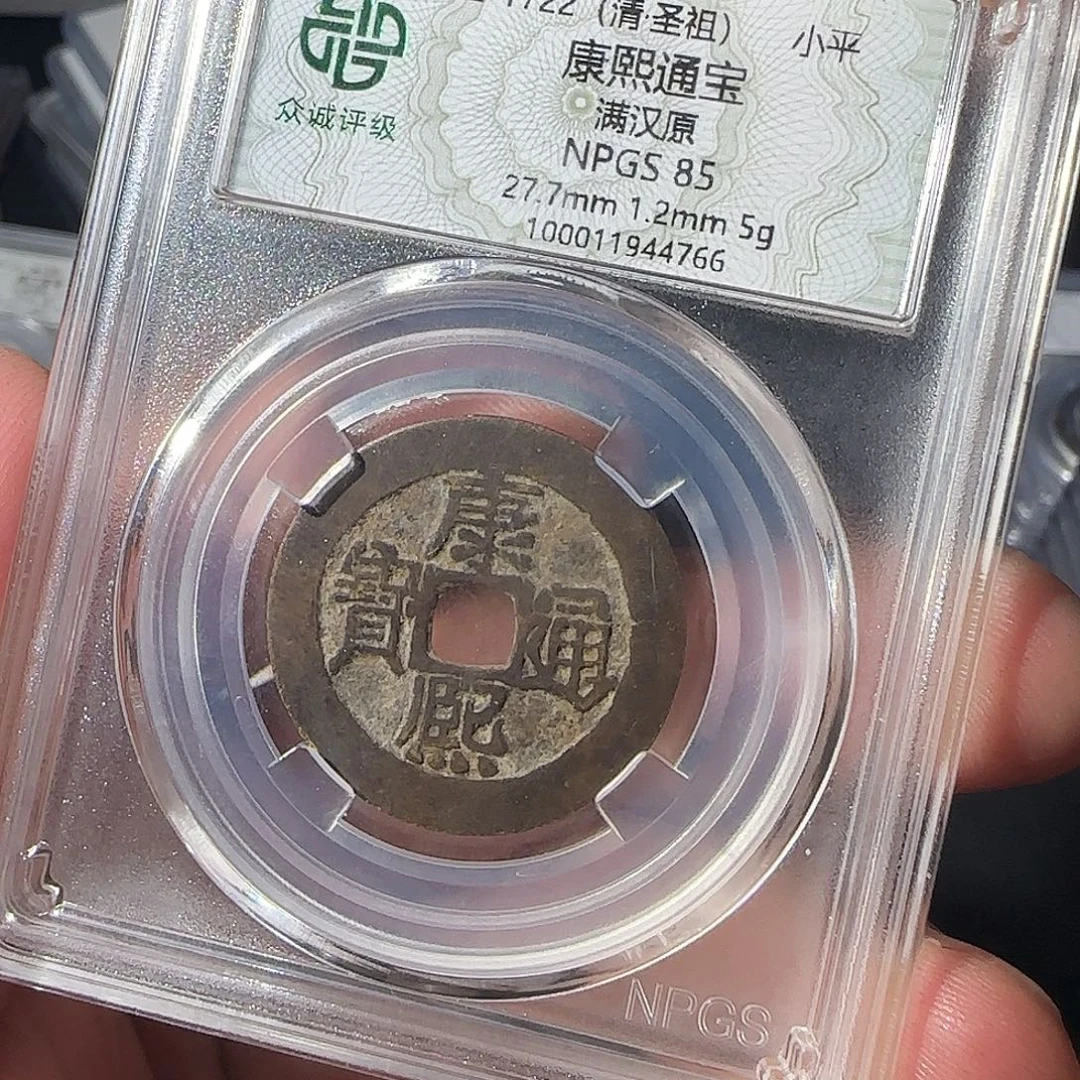 1722（清·圣祖）
小平
康熙通宝
满汉原
NPGS 85
27.7mm 1.2mm 5g
100011944766
众诚评级
康熙通寶
NPGS